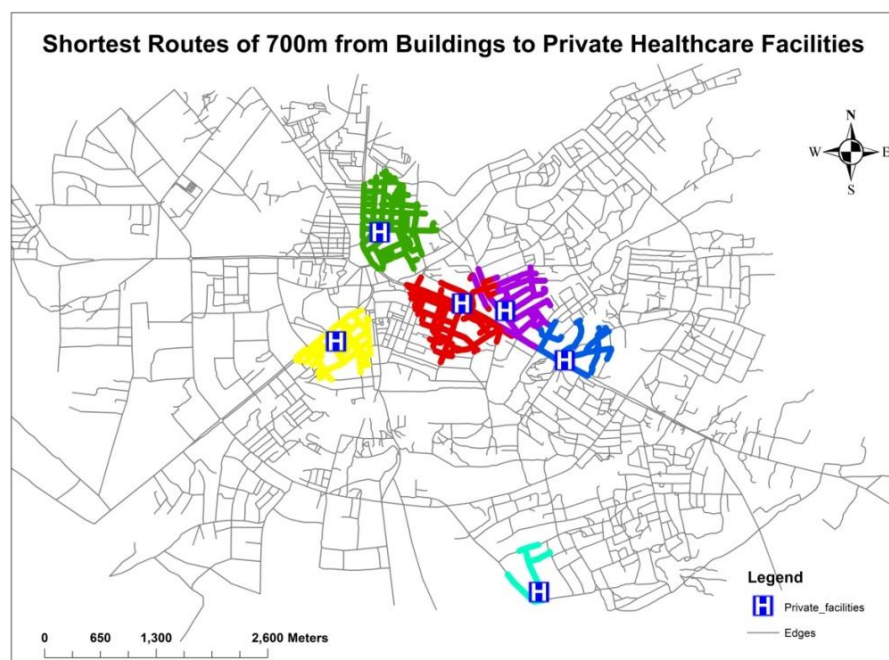 Shortest Routes of 700m from Buildings to Private Healthcare Facilities
N
W E
S
H
H
H
H
H
H
Legend
H Private_facilities
Edges
0 650 1,300 2,600 Meters